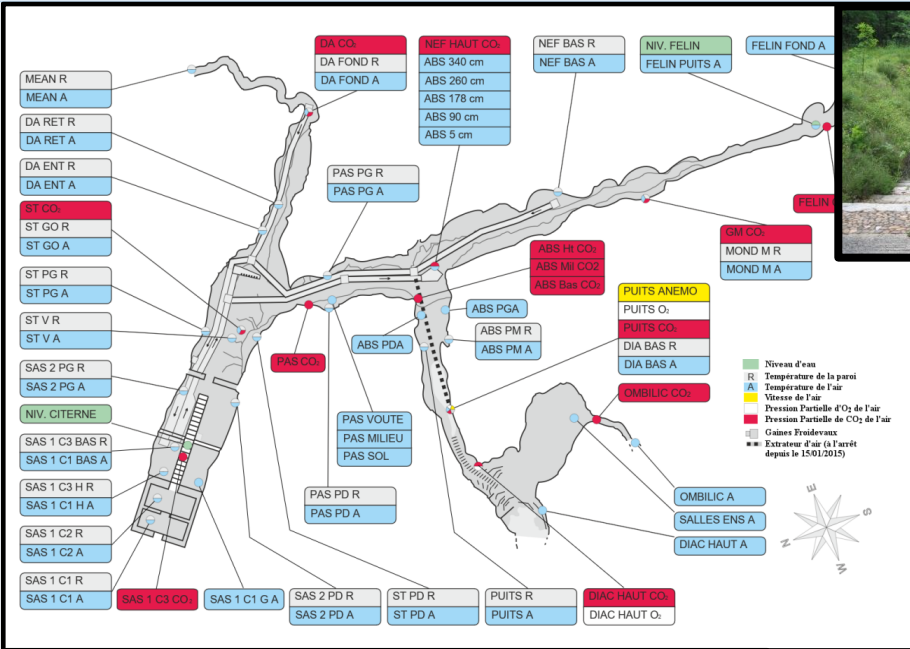 DA CO₂
DA FOND R
DA FOND A
NEF HAUT CO₂
ABS 340 cm
ABS 260 cm
ABS 178 cm
ABS 90 cm
ABS 5 cm
NEF BAS R
NEF BAS A
NIV. FELIN
FELIN PUITS A
FELIN FOND A
MEAN R
MEAN A
DA RET R
DA RET A
DA ENT R
DA ENT A
PAS PG R
PAS PG A
ST CO₂
ST GO R
ST GO A
FELIN
GM CO₂
MOND M R
MOND M A
ABS Ht CO₂
ABS Mil CO2
ABS Bas CO₂
ST PG R
ST PG A
PUITS ANEMO
PUITS O₂
PUITS CO₂
DIA BAS R
DIA BAS A
ABS PGA
ABS PDA
ABS PM R
ABS PM A
ST V R
ST V A
PAS CO₂
SAS 2 PG R
SAS 2 PG A
OMBILIC CO₂
Niveau d'eau
R Température de la paroi
A Température de l'air
Vitesse de l'air
Pression Partielle d'O₂ de l'air
Pression Partielle de CO₂ de l'air
Gaines Froidevaux
Extrateur d'air (à l'arrêt
depuis le 15/01/2015)
NIV. CITERNE
PAS VOUTE
PAS MILIEU
PAS SOL
SAS 1 C3 BAS R
SAS 1 C1 BAS A
SAS 1 C3 H R
SAS 1 C1 H A
PAS PD R
PAS PD A
OMBILIC A
SALLES ENS A
DIAC HAUT A
E
S
N
W
SAS 1 C2 R
SAS 1 C2 A
SAS 1 C1 R
SAS 1 C1 A
SAS 1 C3 CO₂
SAS 1 C1 G A
SAS 2 PD R
SAS 2 PD A
ST PD R
ST PD A
PUITS R
PUITS A
DIAC HAUT CO₂
DIAC HAUT O₂